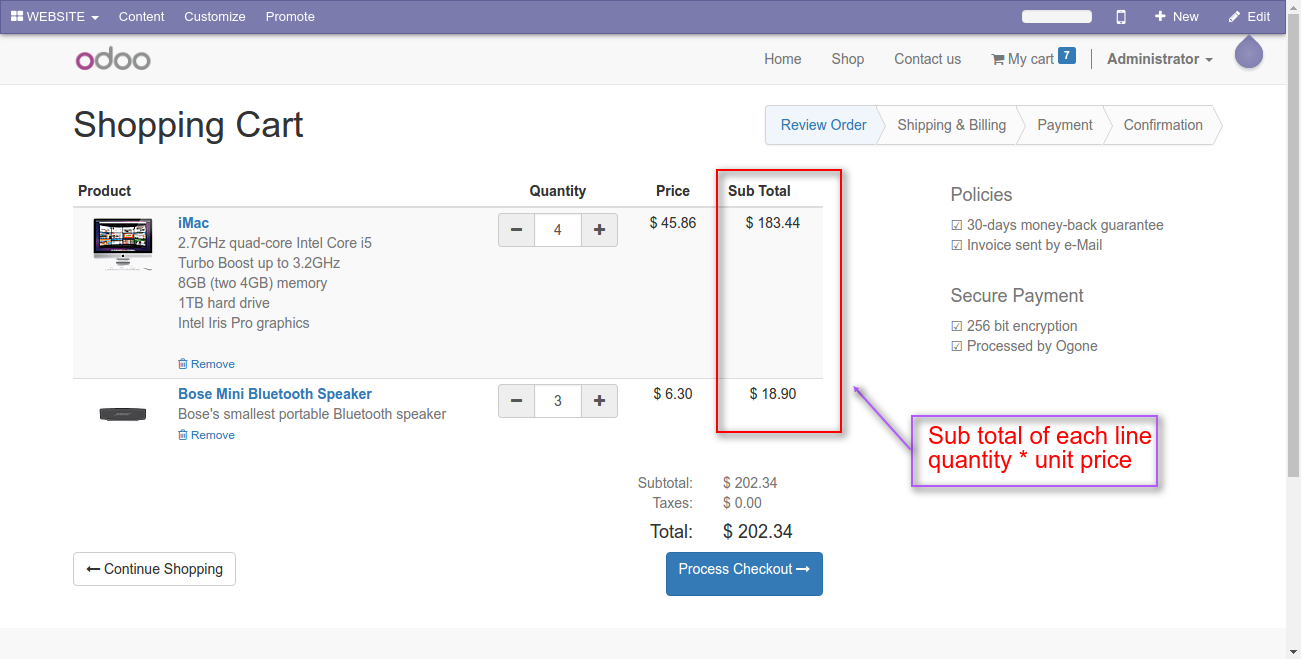 WEBSITE Content Customize Promote New Edit
odoo Home Shop Contact us My cart 7 Administrator
Shopping Cart Review Order Shipping & Billing Payment Confirmation
Product Quantity Price Sub Total
iMac - 4 + $ 45.86 $ 183.44
2.7GHz quad-core Intel Core i5
Turbo Boost up to 3.2GHz
8GB (two 4GB) memory
1TB hard drive
Intel Iris Pro graphics
Remove
Bose Mini Bluetooth Speaker - 3 + $ 6.30 $ 18.90
Bose's smallest portable Bluetooth speaker
Remove
Policies
☑ 30-days money-back guarantee
☑ Invoice sent by e-Mail
Secure Payment
☑ 256 bit encryption
☑ Processed by Ogone
Sub total of each line
quantity * unit price
Subtotal: $ 202.34
Taxes: $ 0.00
Total: $ 202.34
← Continue Shopping Process Checkout →